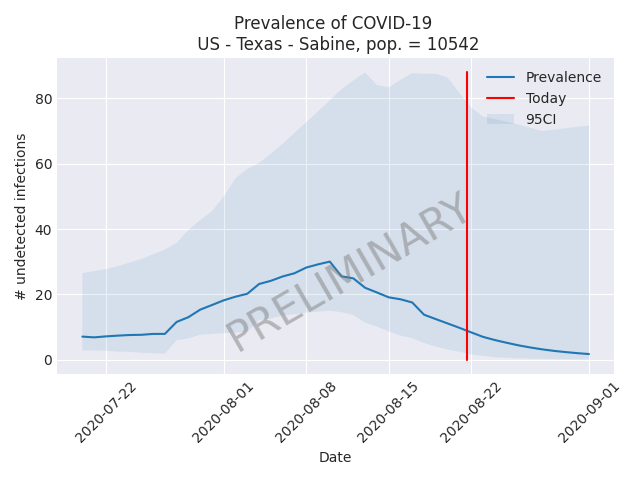 Prevalence of COVID-19
US - Texas - Sabine, pop. = 10542
Prevalence
Today
95CI
PRELIMINARY
# undetected infections
80
60
40
20
0
2020-07-22
2020-08-01
2020-08-08
2020-08-15
2020-08-22
2020-09-01
Date